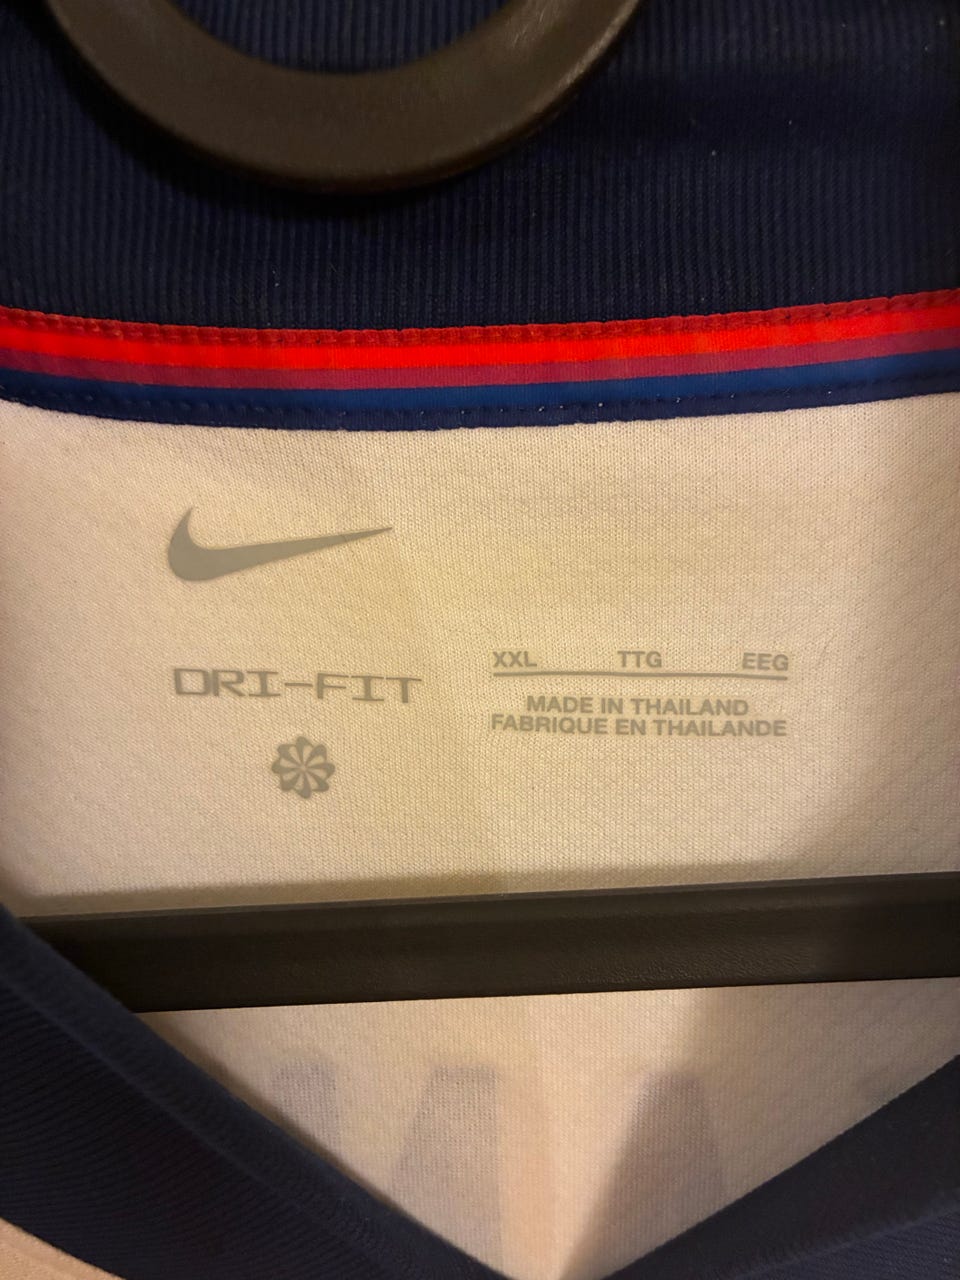 DRI-FIT
XXL TTG EEG
MADE IN THAILAND
FABRIQUE EN THAILANDE